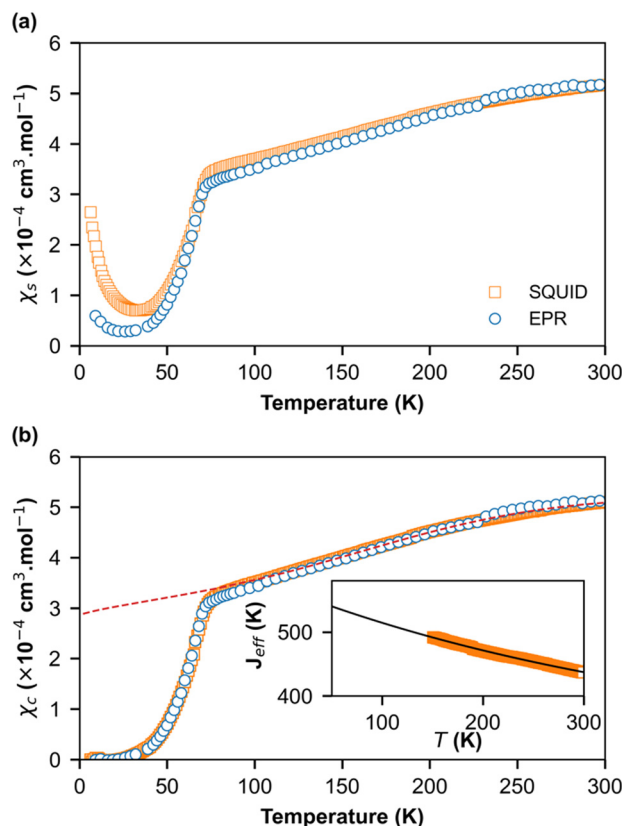 (a)
6
5
4
3
2
1
0
χs (×10⁻⁴ cm³.mol⁻¹)
SQUID
EPR
0 50 100 150 200 250 300
Temperature (K)
(b)
6
5
4
3
2
1
0
χc (×10⁻⁴ cm³.mol⁻¹)
Jeff (K)
500
400
100 200 300
T (K)
0 50 100 150 200 250 300
Temperature (K)